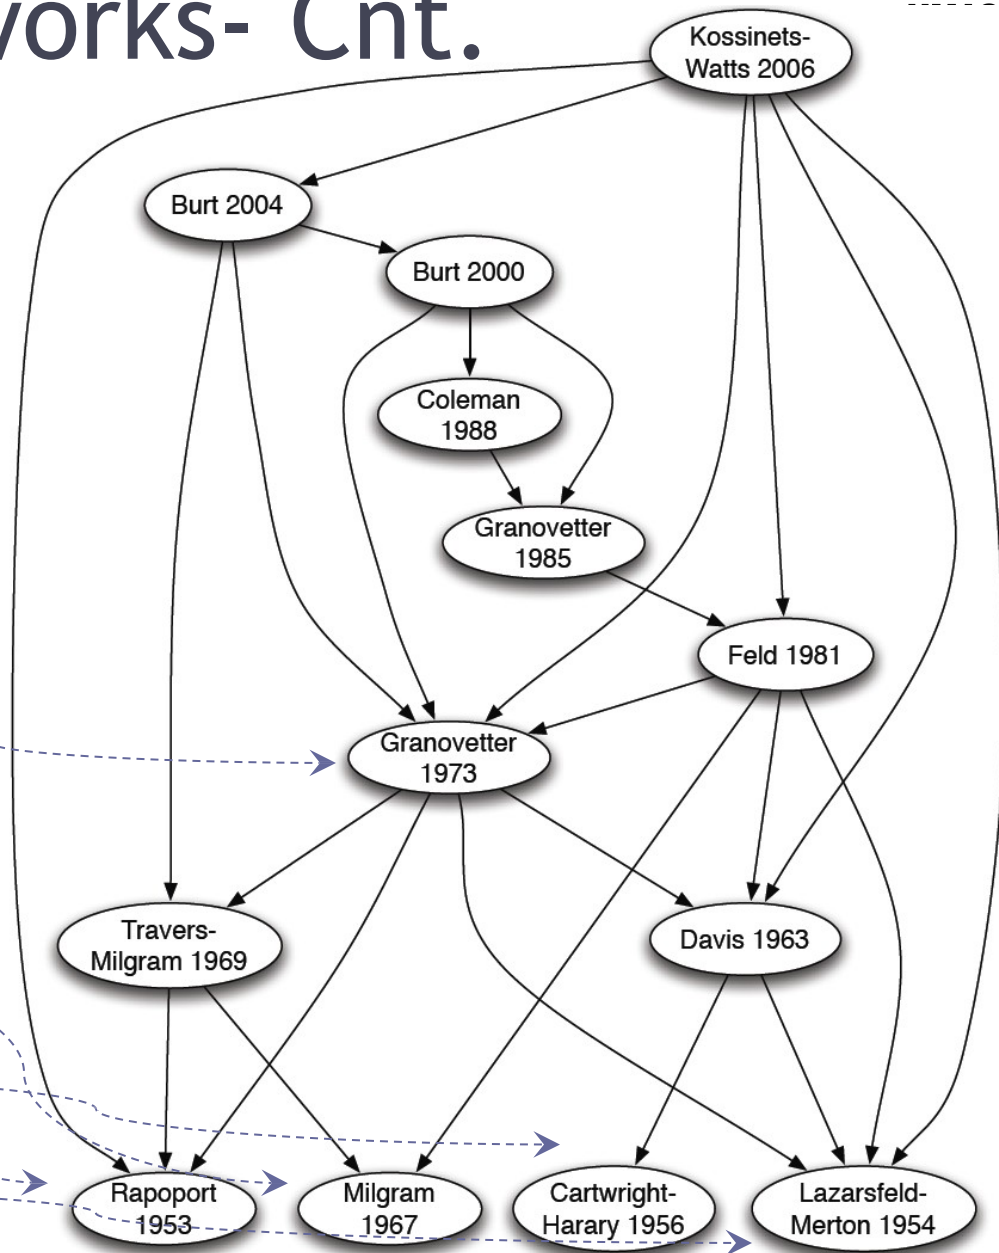 works- Cnt.
Kossinets-
Watts 2006
Burt 2004
Burt 2000
Coleman
1988
Granovetter
1985
Feld 1981
Granovetter
1973
Travers-
Milgram 1969
Davis 1963
Rapoport
1953
Milgram
1967
Cartwright-
Harary 1956
Lazarsfeld-
Merton 1954